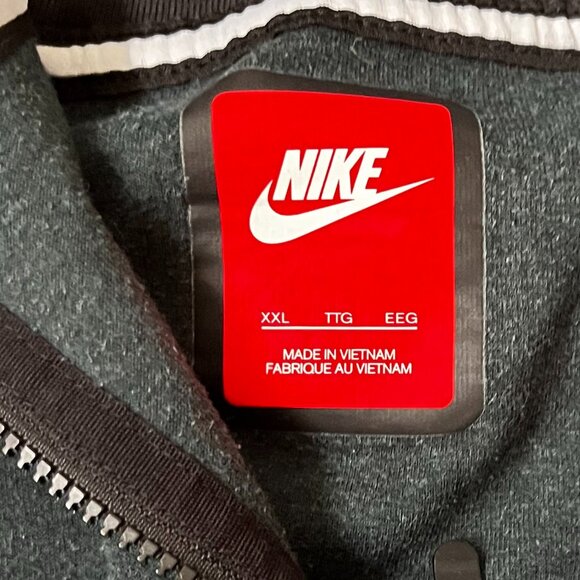 NIKE
XXL TTG EEG
MADE IN VIETNAM
FABRIQUE AU VIETNAM